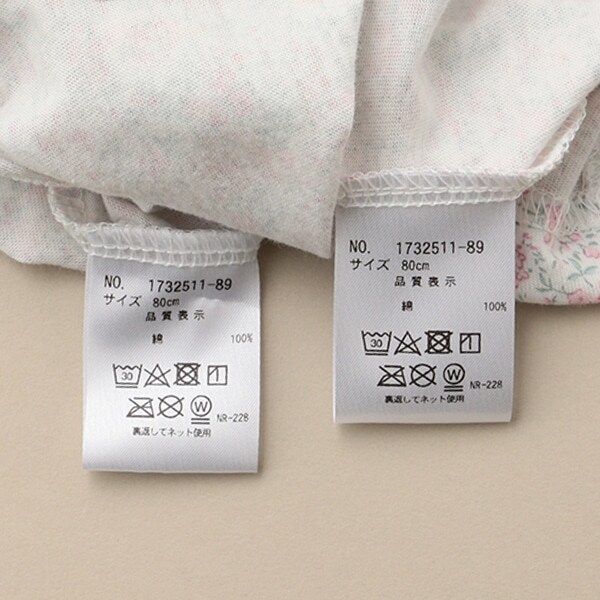 NO. 1732511-89
サイズ 80cm
品質表示
綿 100%
30
W NR-228
裏返してネット使用
NO. 1732511-89
サイズ 80cm
品質表示
綿 100%
30
W NR-228
裏返してネット使用